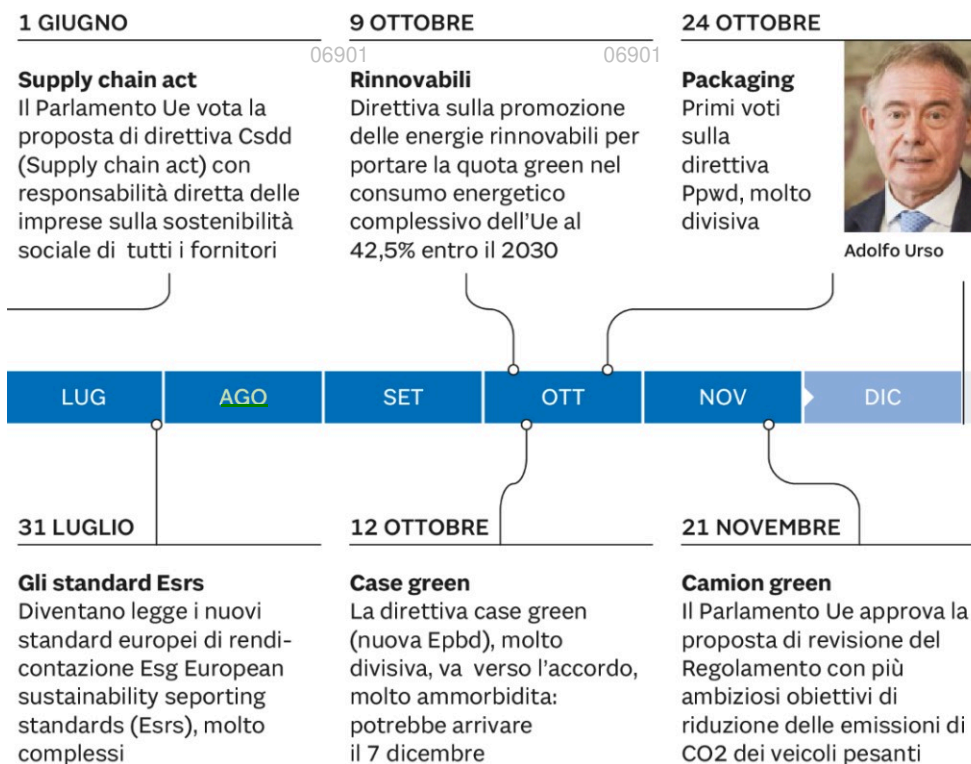 1 GIUGNO
06901
Supply chain act
Il Parlamento Ue vota la
proposta di direttiva Csdd
(Supply chain act) con
responsabilità diretta delle
imprese sulla sostenibilità
sociale di tutti i fornitori
9 OTTOBRE
06901
Rinnovabili
Direttiva sulla promozione
delle energie rinnovabili per
portare la quota green nel
consumo energetico
complessivo dell'Ue al
42,5% entro il 2030
24 OTTOBRE
Packaging
Primi voti
sulla
direttiva
Ppwd, molto
divisiva
Adolfo Urso
LUG AGO SET OTT NOV DIC
31 LUGLIO
Gli standard Esrs
Diventano legge i nuovi
standard europei di rendi-
contazione Esg European
sustainability seporting
standards (Esrs), molto
complessi
12 OTTOBRE
Case green
La direttiva case green
(nuova Epbd), molto
divisiva, va verso l'accordo,
molto ammorbidita:
potrebbe arrivare
il 7 dicembre
21 NOVEMBRE
Camion green
Il Parlamento Ue approva la
proposta di revisione del
Regolamento con più
ambiziosi obiettivi di
riduzione delle emissioni di
CO2 dei veicoli pesanti